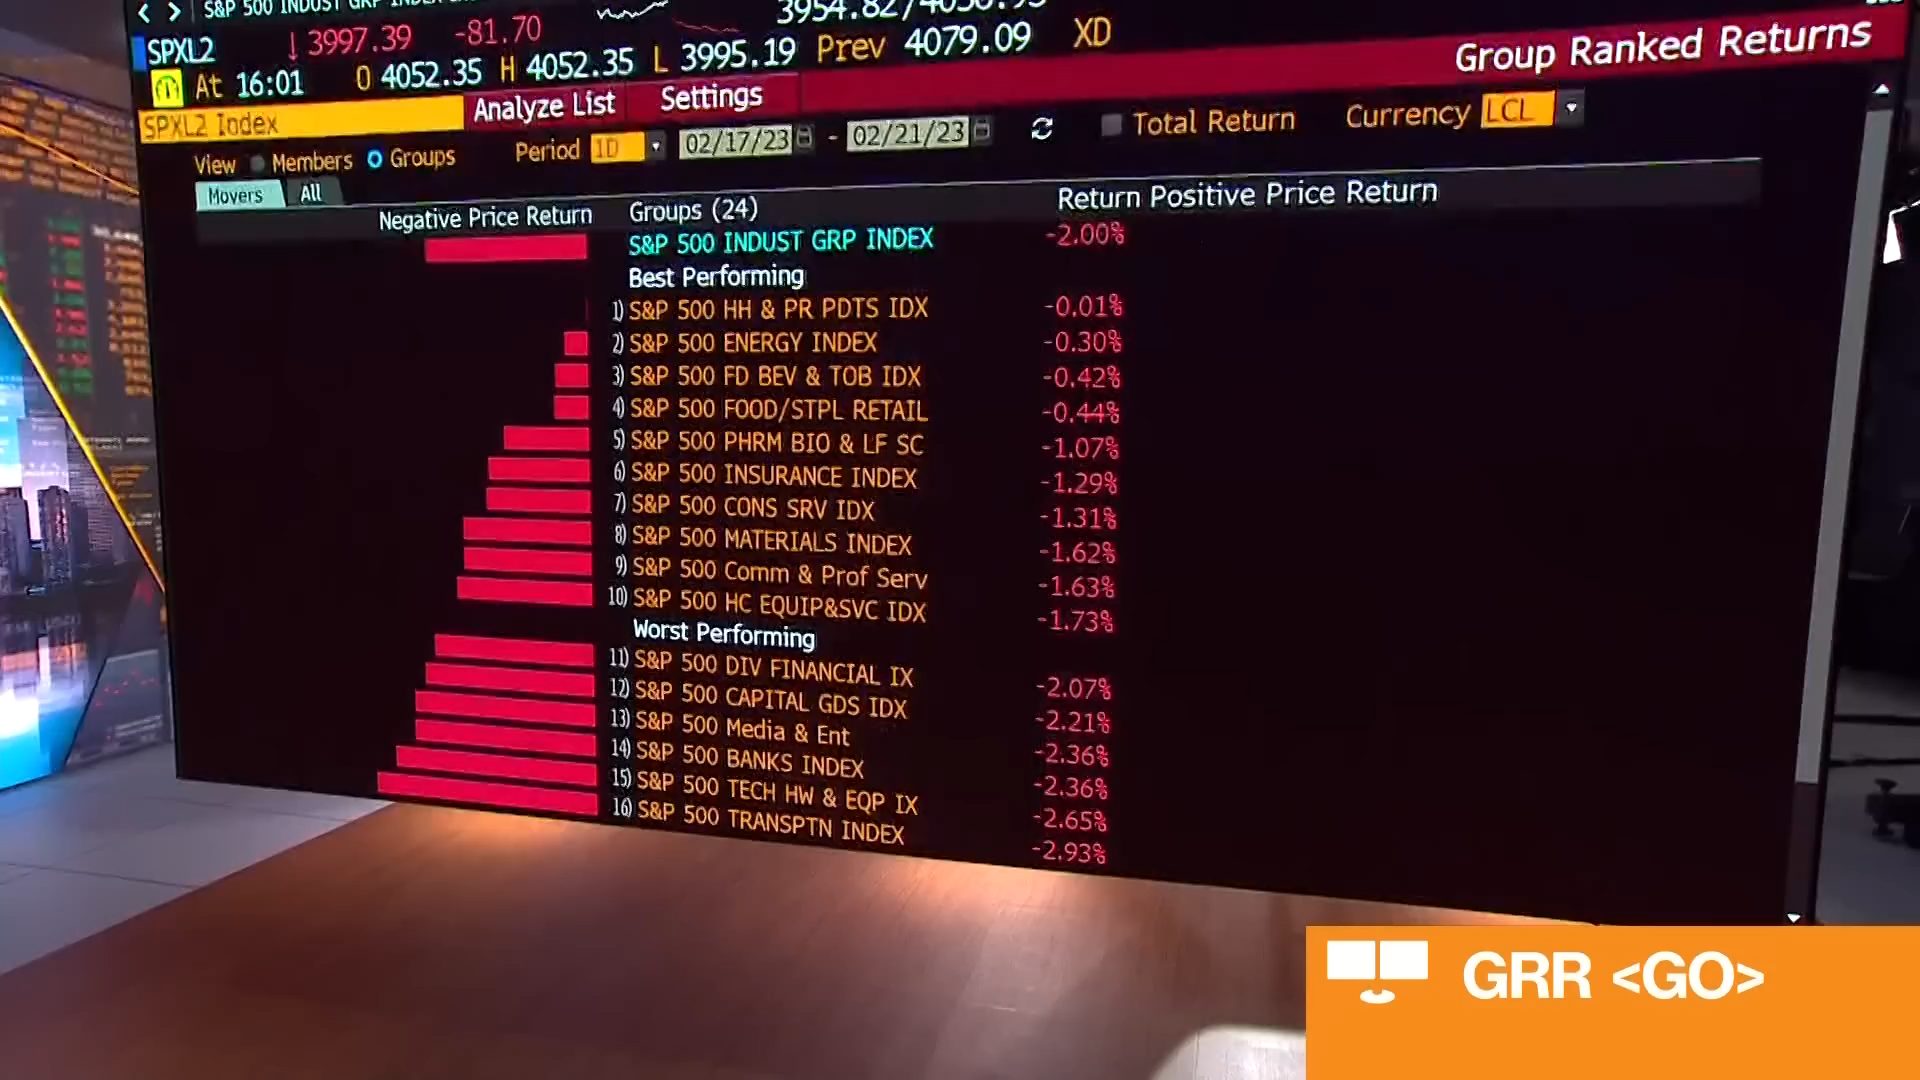 S&P 500 INDUST GRP INDEX
SPXL2 ↓ 3997.39 -81.70 3954.82/4058.95
At 16:01 O 4052.35 H 4052.35 L 3995.19 Prev 4079.09 XD
SPXL2 Index Analyze List Settings Group Ranked Returns
View Members Groups Period 1D 02/17/23 - 02/21/23 Total Return Currency LCL
Movers All
Negative Price Return Groups (24) Return Positive Price Return
S&P 500 INDUST GRP INDEX -2.00%
Best Performing
1) S&P 500 HH & PR PDTS IDX -0.01%
2) S&P 500 ENERGY INDEX -0.30%
3) S&P 500 FD BEV & TOB IDX -0.42%
4) S&P 500 FOOD/STPL RETAIL -0.44%
5) S&P 500 PHRM BIO & LF SC -1.07%
6) S&P 500 INSURANCE INDEX -1.29%
7) S&P 500 CONS SRV IDX -1.31%
8) S&P 500 MATERIALS INDEX -1.62%
9) S&P 500 Comm & Prof Serv -1.63%
10) S&P 500 HC EQUIP&SVC IDX -1.73%
Worst Performing
11) S&P 500 DIV FINANCIAL IX -2.07%
12) S&P 500 CAPITAL GDS IDX -2.21%
13) S&P 500 Media & Ent -2.36%
14) S&P 500 BANKS INDEX -2.36%
15) S&P 500 TECH HW & EQP IX -2.65%
16) S&P 500 TRANSPTN INDEX -2.93%
GRR <GO>